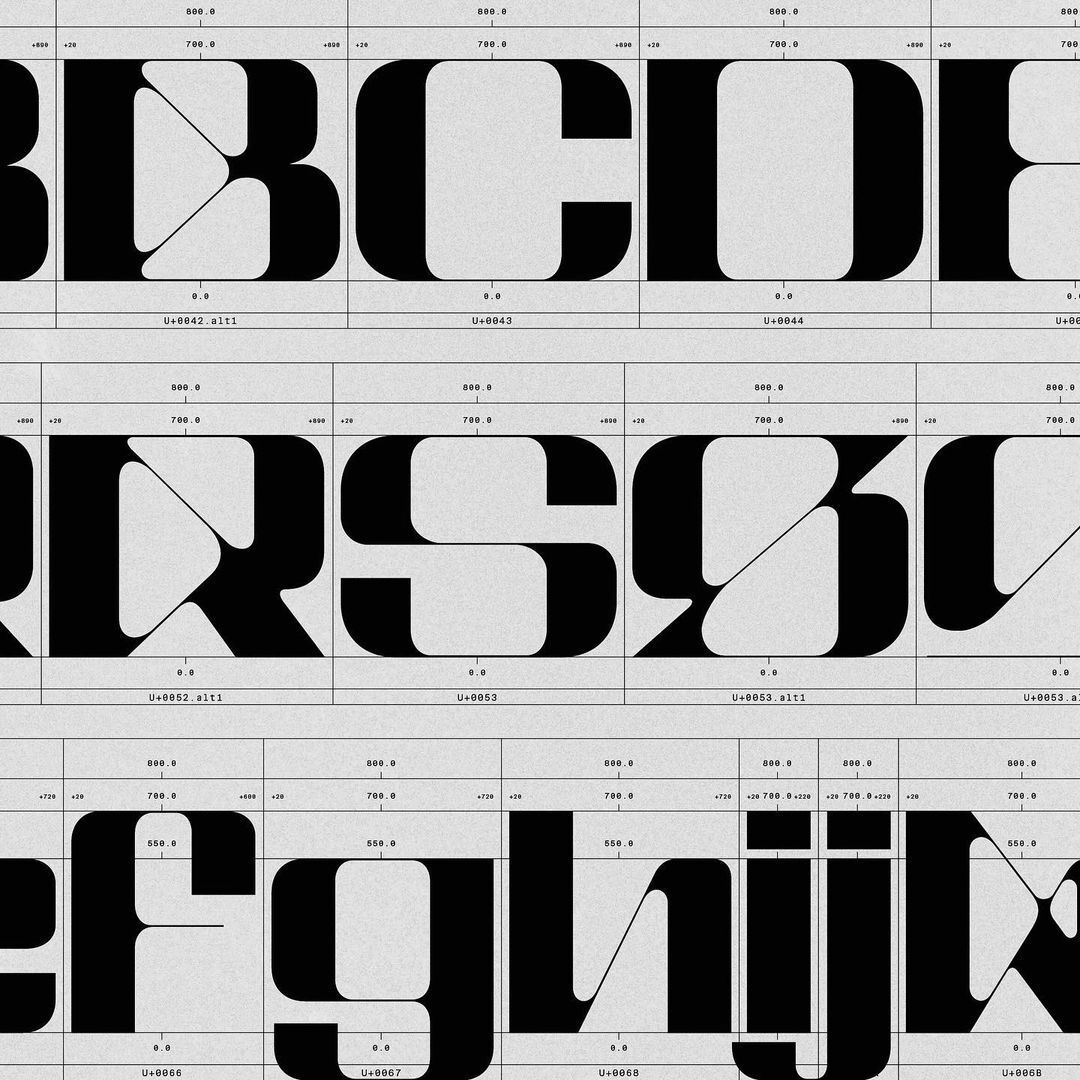 800.0 800.0 800.0 800
+890 +20 700.0 +890 +20 700.0 +890 +20 700.0 +890 +20 700
B B C D E
0.0 0.0 0.0 0.
U+0042.alt1 U+0043 U+0044 U+00
800.0 800.0 800.0 800.0
+890 +20 700.0 +890 +20 700.0 +890 +20 700.0 +890 +20 700.0
R R S S S
0.0 0.0 0.0 0.0
U+0052.alt1 U+0053 U+0053.alt1 U+0053.al
800.0 800.0 800.0 800.0 800.0 800.0
+720 +20 700.0 +600 +20 700.0 +720 +20 700.0 +720 +20 700.0 +220 +20 700.0 +220 +20 700.0
550.0 550.0 550.0 550.0
e f g h i j k
0.0 0.0 0.0 0.0
U+0066 U+0067 U+0068 U+006B